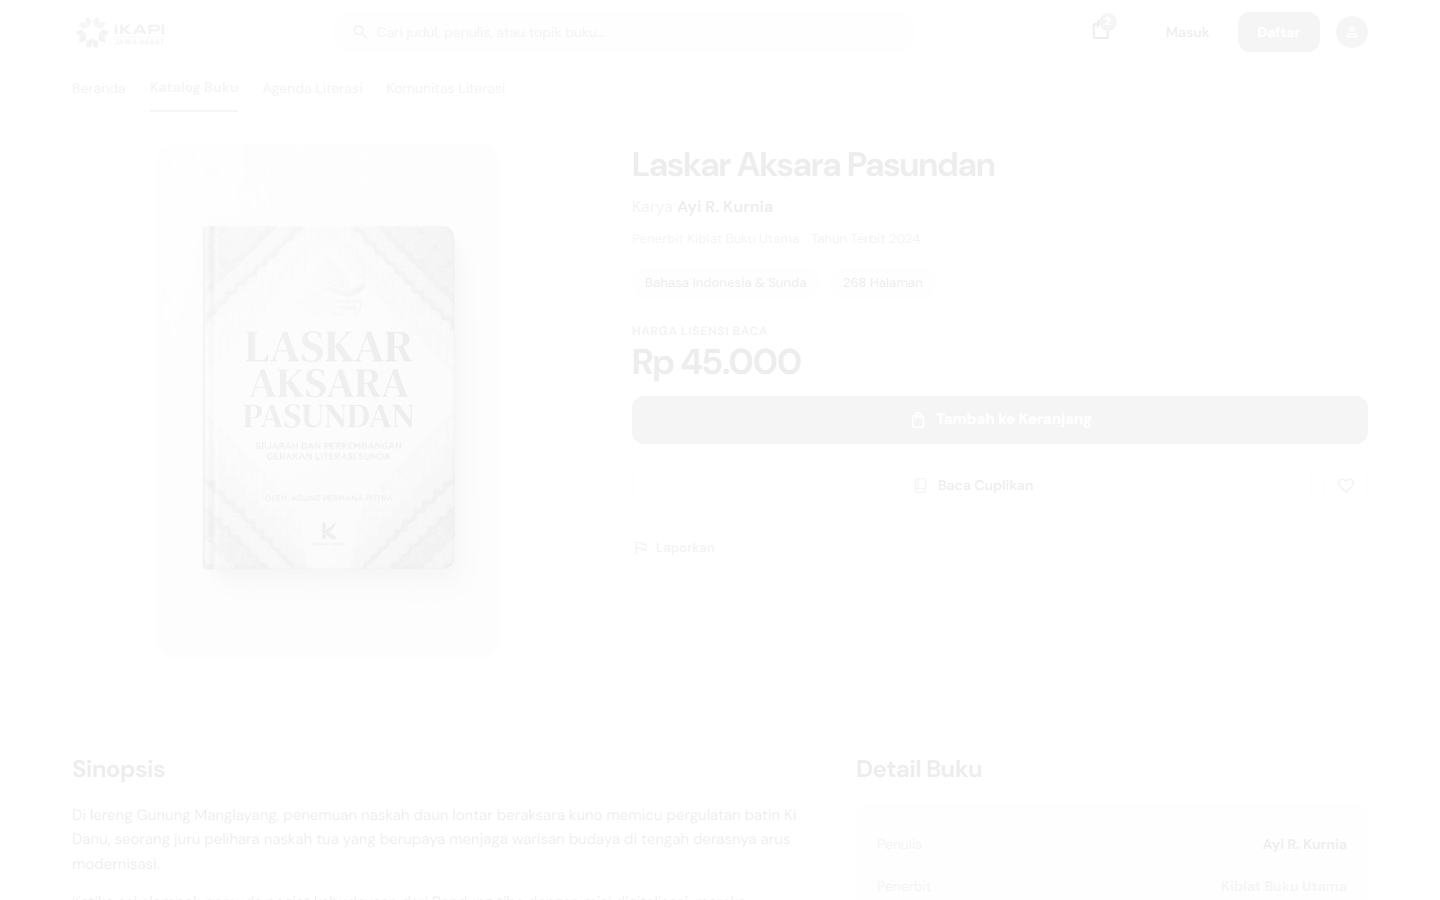 IKAPI
JAWA BARAT
Cari judul, penulis, atau topik buku...
2
Masuk
Daftar
Beranda
Katalog Buku
Agenda Literasi
Komunitas Literasi
LASKAR
AKSARA
PASUNDAN
SEJARAH DAN PERKEMBANGAN
GERAKAN LITERASI SUNDA
OLEH: AGUNG PERMANA PUTRA
Laskar Aksara Pasundan
Karya Ayi R. Kurnia
Penerbit Kiblat Buku Utama Tahun Terbit 2024
Bahasa Indonesia & Sunda
268 Halaman
HARGA LISENSI BACA
Rp 45.000
Tambah ke Keranjang
Baca Cuplikan
Laporkan
Sinopsis
Di lereng Gunung Manglayang, penemuan naskah daun lontar beraksara kuno memicu pergulatan batin Ki
Danu, seorang juru pelihara naskah tua yang berupaya menjaga warisan budaya di tengah derasnya arus
modernisasi.
Detail Buku
Penulis
Ayi R. Kurnia
Penerbit
Kiblat Buku Utama